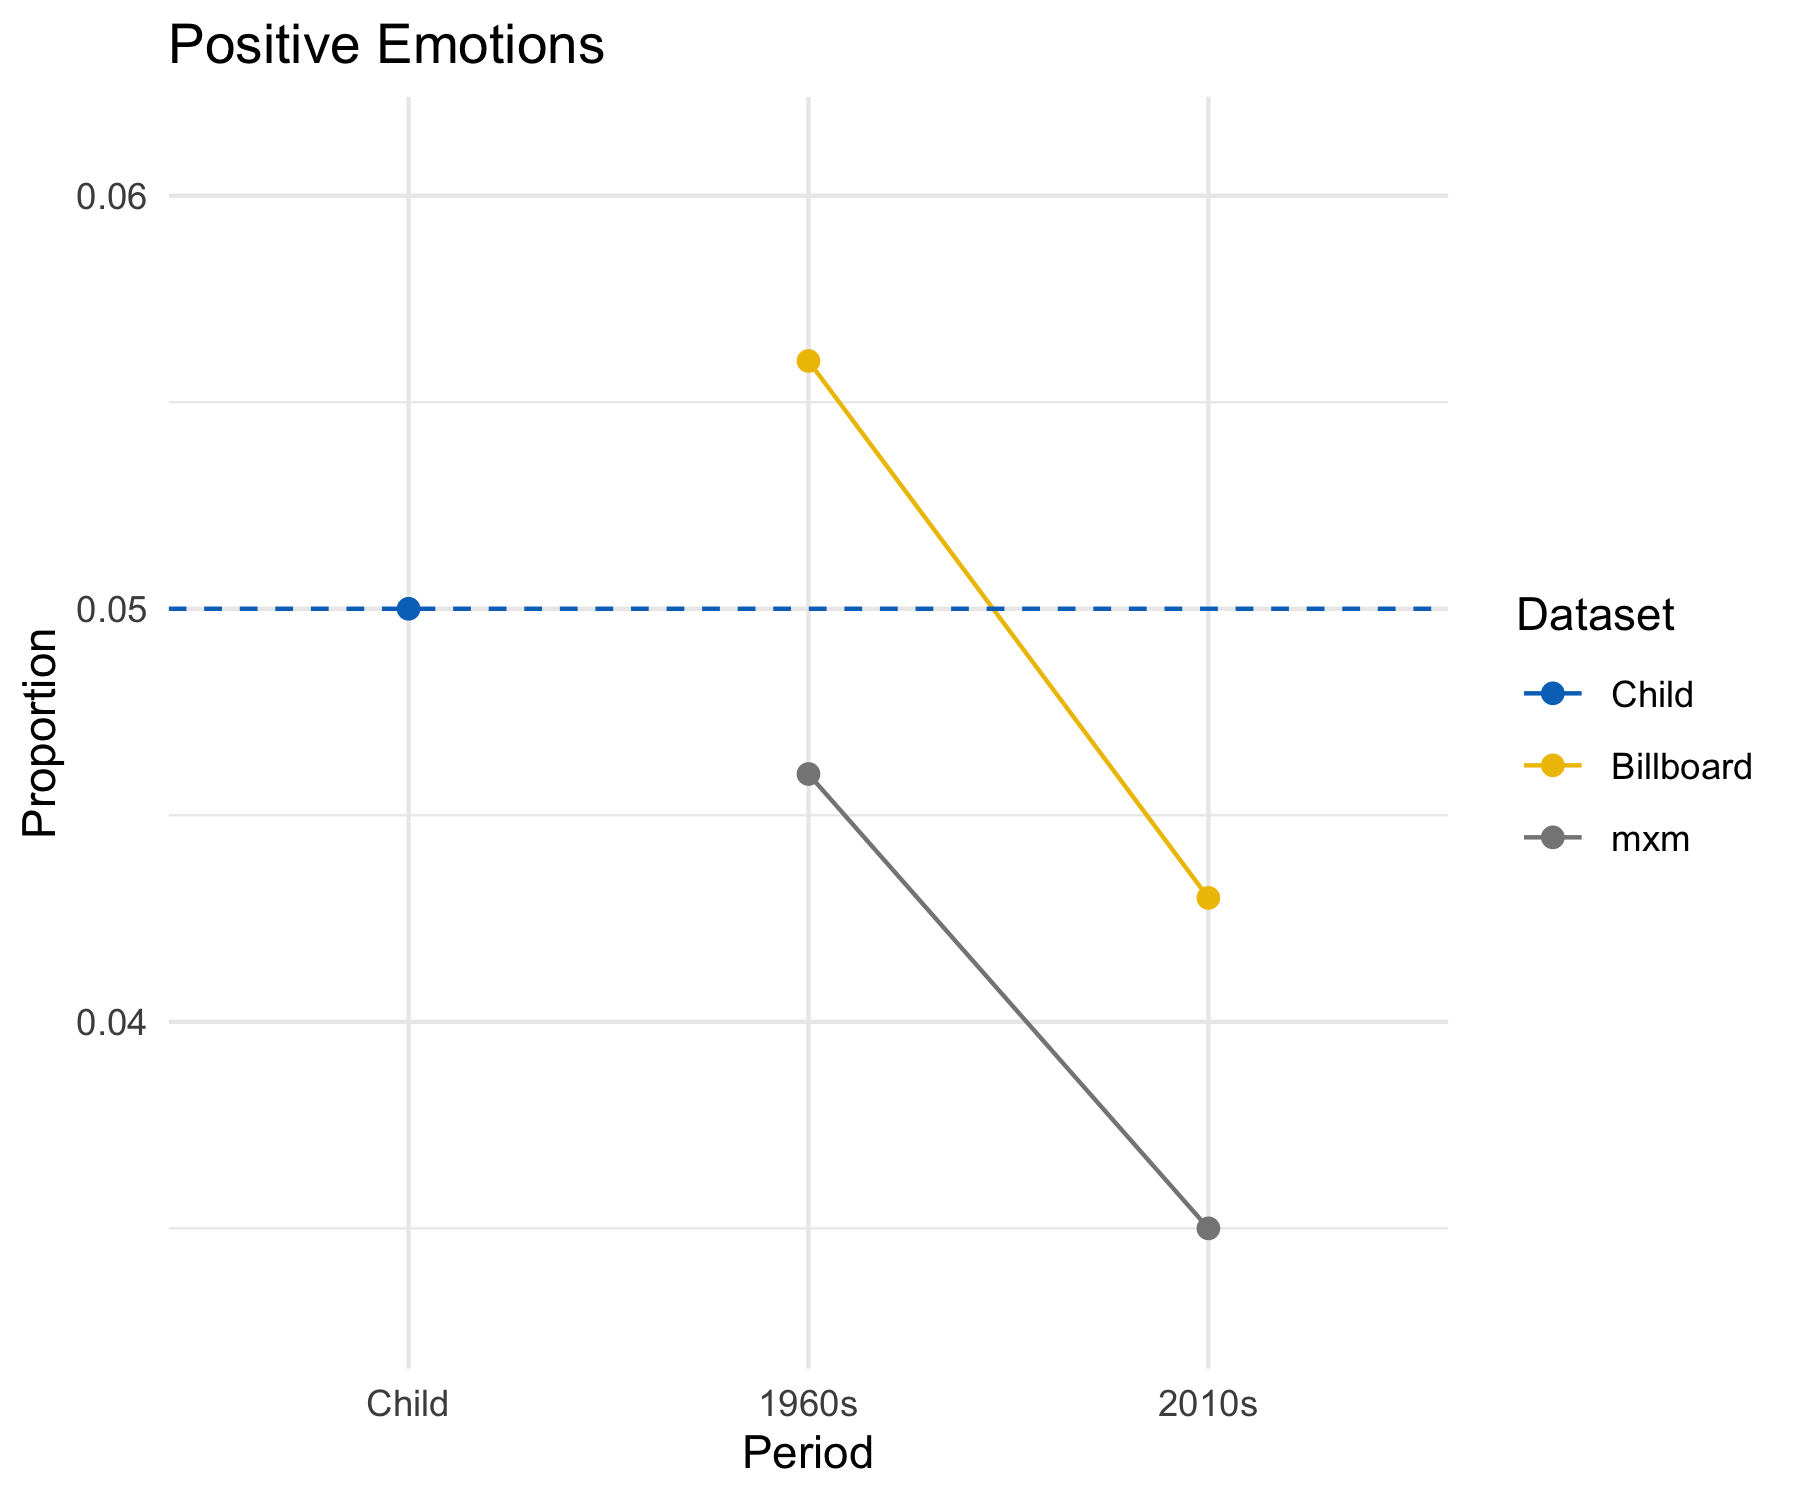 Positive Emotions
0.06
0.05
0.04
Proportion
Child
1960s
2010s
Period
Dataset
Child
Billboard
mxm